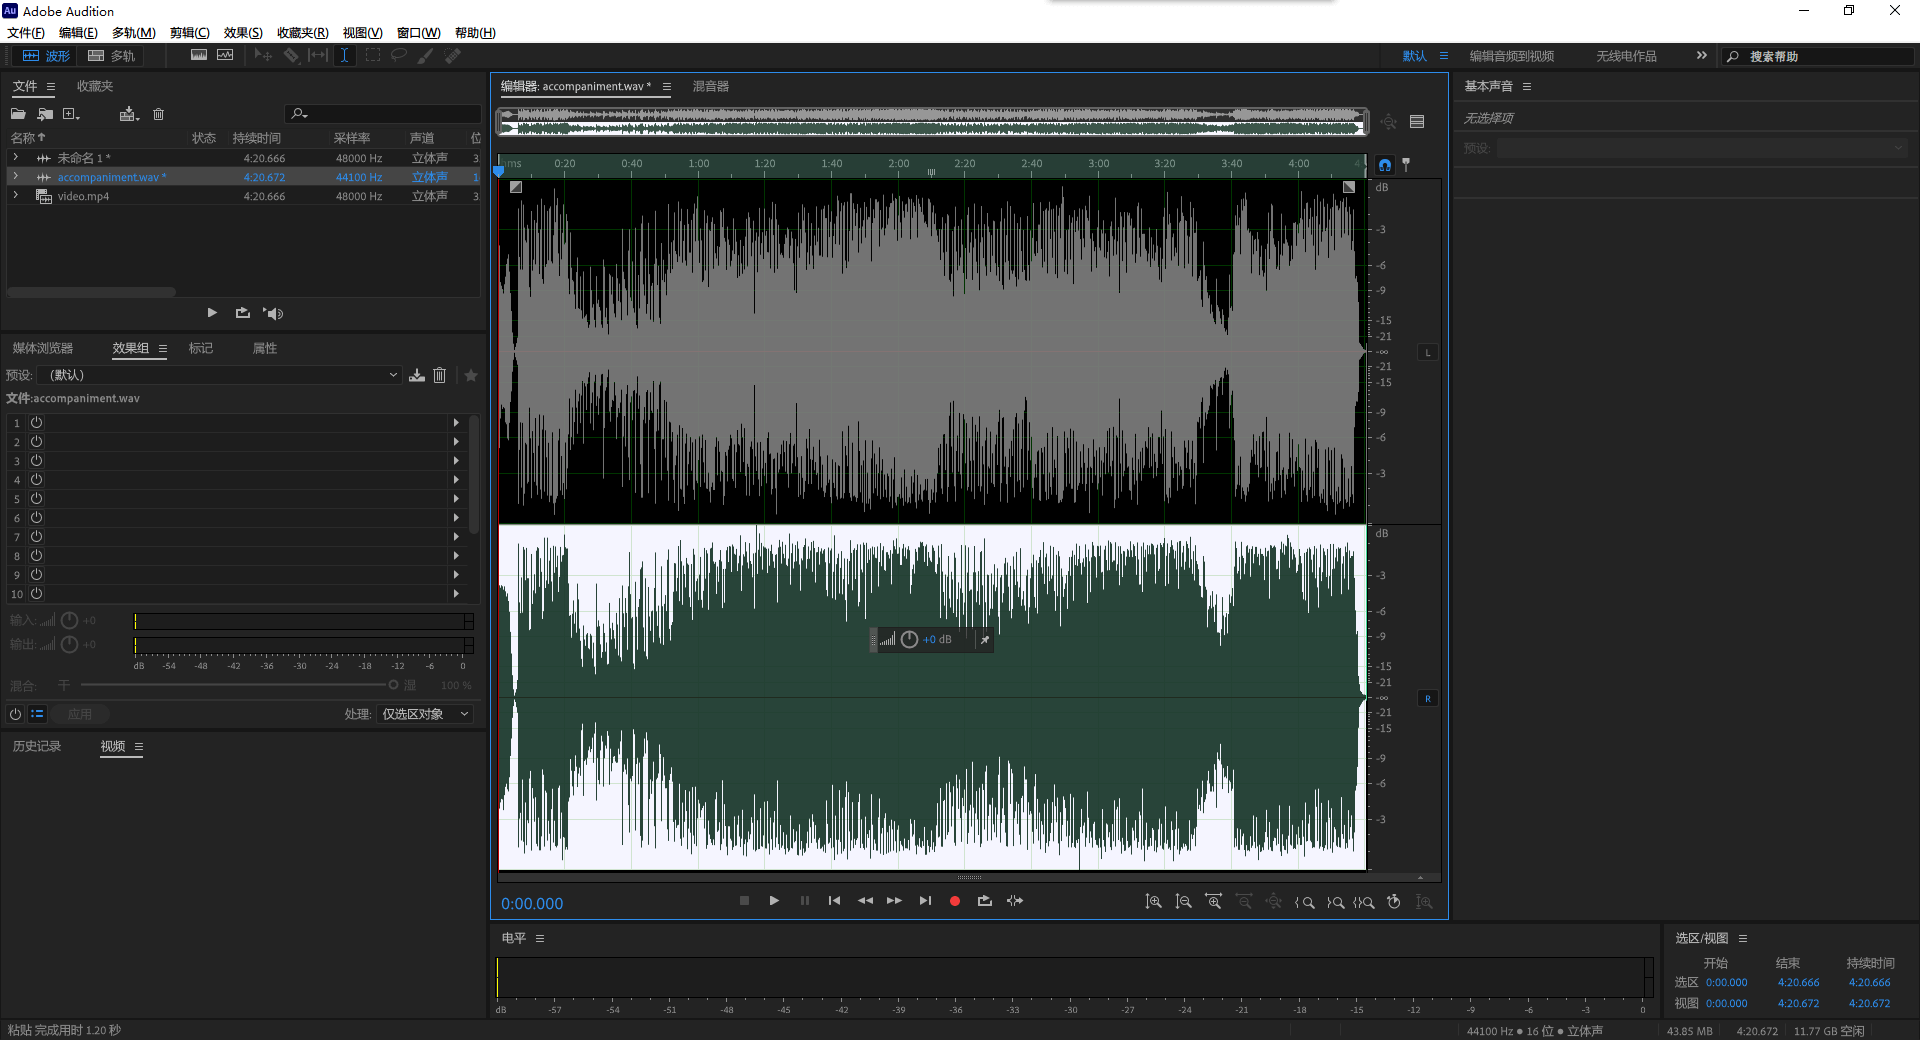 Adobe Audition
文件(F) 编辑(E) 多轨(M) 剪辑(C) 效果(S) 收藏夹(R) 视图(V) 窗口(W) 帮助(H)
波形 多轨 默认 编辑音频到视频 无线电作品 搜索帮助
文件 收藏夹
名称 状态 持续时间 采样率 声道 位
未命名 1 * 4:20.666 48000 Hz 立体声 3
accompaniment.wav * 4:20.672 44100 Hz 立体声 1
video.mp4 4:20.666 48000 Hz 立体声 3
媒体浏览器 效果组 标记 属性
预设: (默认)
文件:accompaniment.wav
1
2
3
4
5
6
7
8
9
10
输入: +0
输出: +0
dB -54 -48 -42 -36 -30 -24 -18 -12 -6 0
混合: 干 湿 100 %
应用 处理: 仅选区对象
历史记录 视频
编辑器: accompaniment.wav * 混音器
hms 0:20 0:40 1:00 1:20 1:40 2:00 2:20 2:40 3:00 3:20 3:40 4:00 4
dB
-3
-6
-9
-15
-21
-∞
-21
-15
-9
-6
-3
L
dB
-3
-6
-9
-15
-21
-∞
-21
-15
-9
-6
-3
R
+0 dB
0:00.000
电平
dB -57 -54 -51 -48 -45 -42 -39 -36 -33 -30 -27 -24 -21 -18 -15 -12 -9 -6 -3 0
基本声音
无选择项
预设:
选区/视图
开始 结束 持续时间
选区 0:00.000 4:20.666 4:20.666
视图 0:00.000 4:20.672 4:20.672
粘贴 完成用时 1.20 秒
44100 Hz ● 16 位 ● 立体声 43.85 MB 4:20.672 11.77 GB 空闲